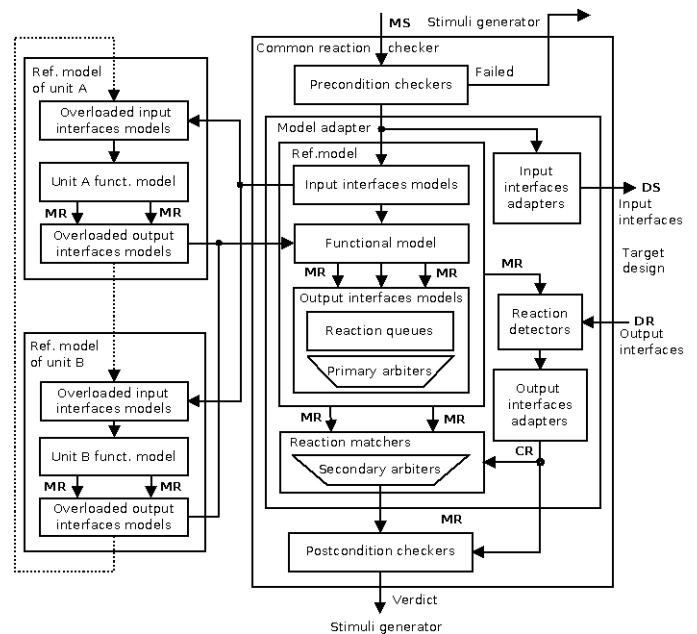 MS
Stimuli generator
Common reaction checker
Failed
Precondition checkers
Ref. model
of unit A
Overloaded input
interfaces models
Unit A funct. model
MR
MR
Overloaded output
interfaces models
Model adapter
Ref.model
Input interfaces models
Functional model
MR
MR
Output interfaces models
Reaction queues
Primary arbiters
Input
interfaces
adapters
DS
Input
interfaces
Target
design
MR
Reaction
detectors
DR
Output
interfaces
Output
interfaces
adapters
CR
Ref. model
of unit B
Overloaded input
interfaces models
Unit B funct. model
MR
MR
Overloaded output
interfaces models
MR
MR
Reaction matchers
Secondary arbiters
MR
Postcondition checkers
Verdict
Stimuli generator